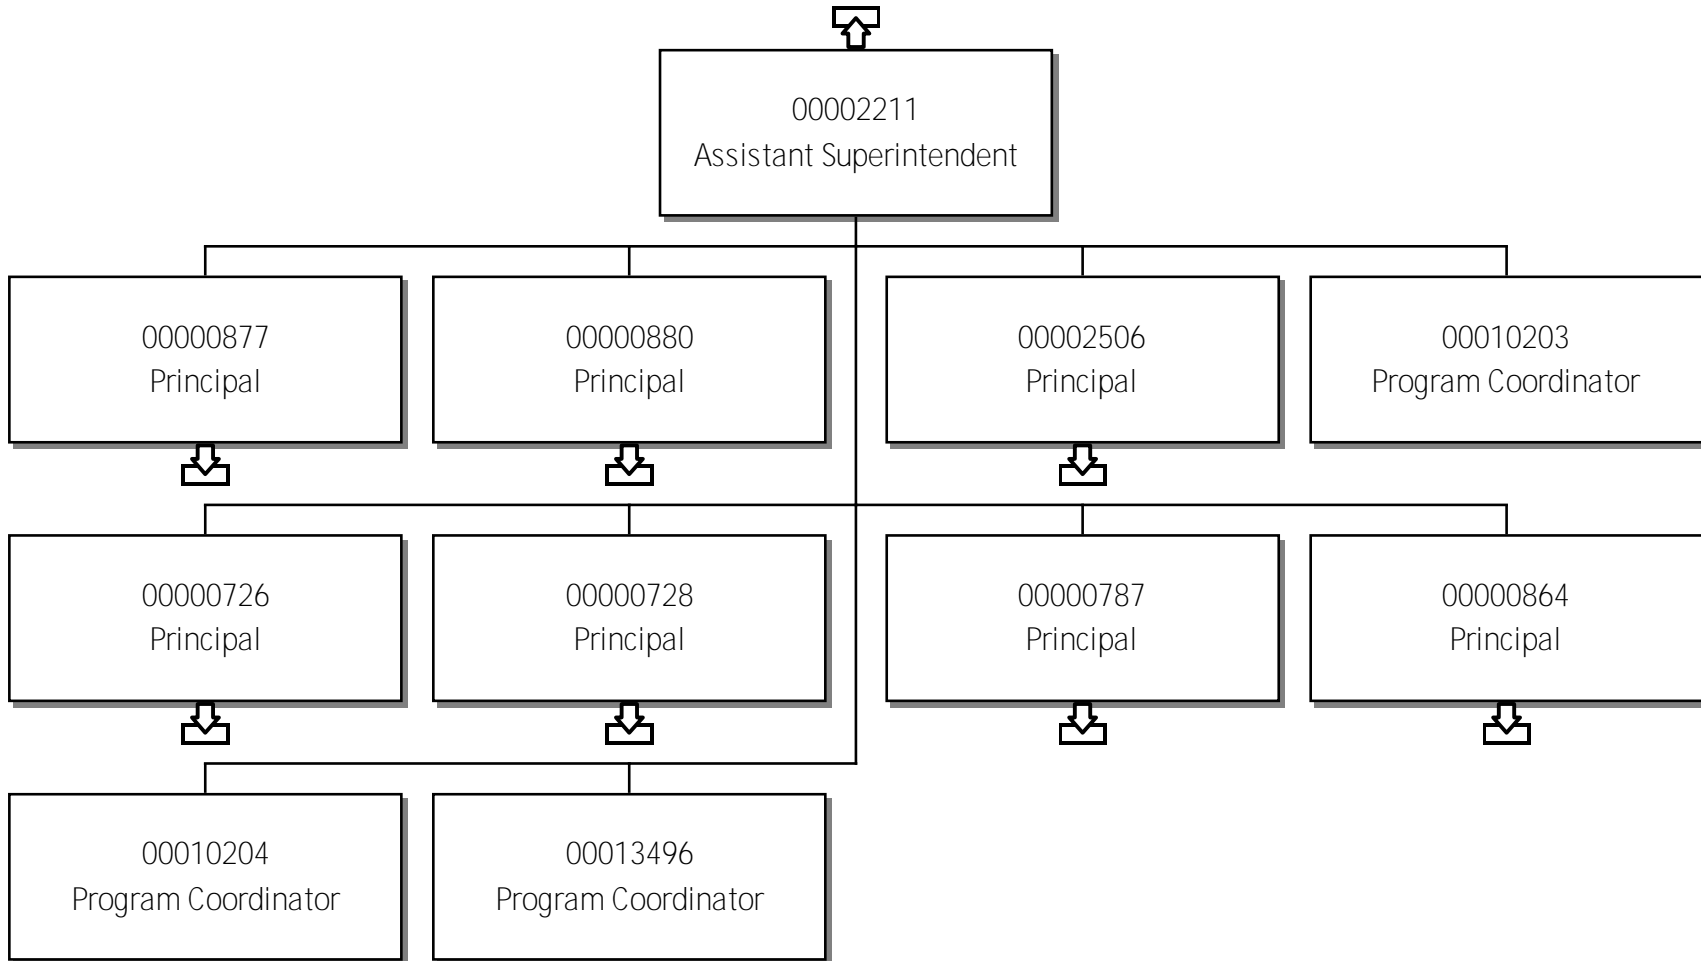 00002211
Assistant Superintendent
00000877
Principal
00000880
Principal
00002506
Principal
00010203
Program Coordinator
00000726
Principal
00000728
Principal
00000787
Principal
00000864
Principal
00010204
Program Coordinator
00013496
Program Coordinator